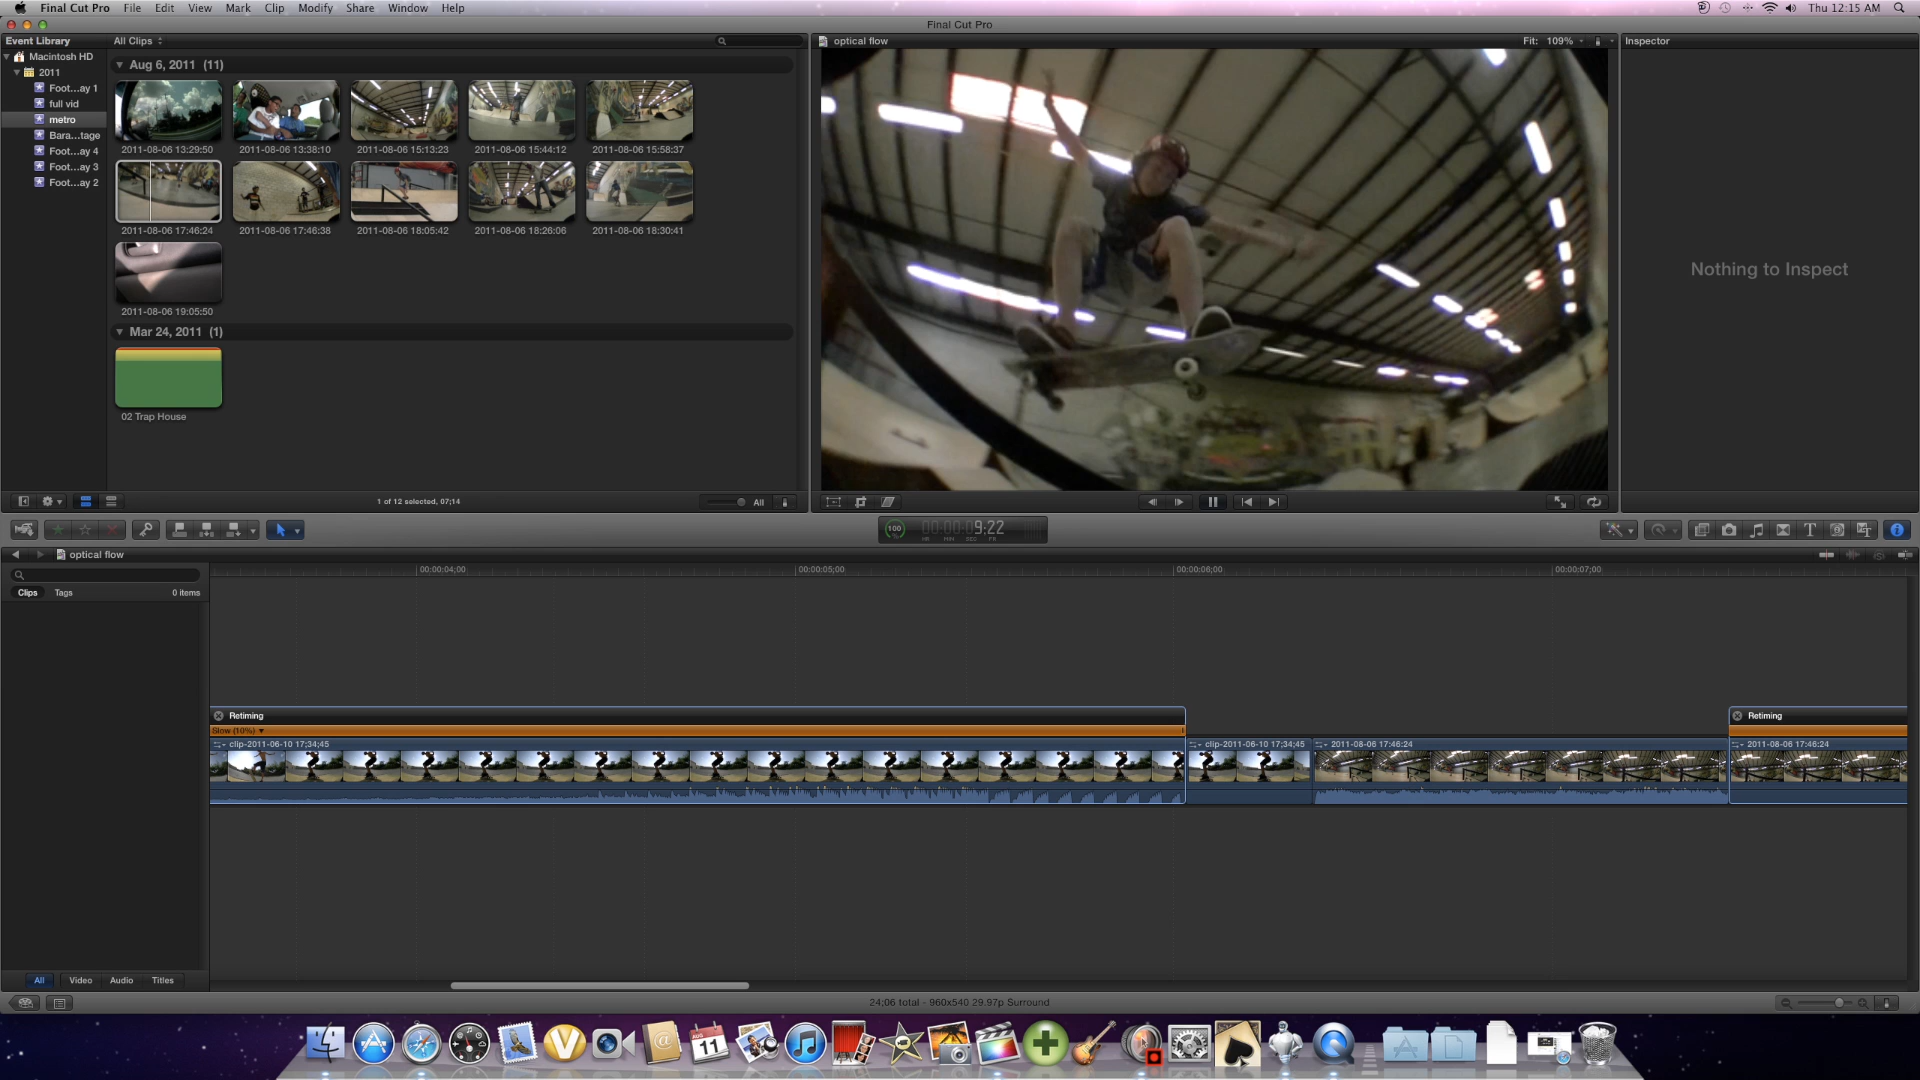 Final Cut Pro File Edit View Mark Clip Modify Share Window Help
Thu 12:15 AM
Final Cut Pro
Event Library
All Clips
optical flow
Fit: 109%
Inspector
Macintosh HD
2011
Foot...ay 1
full vid
metro
Bara...tage
Foot...ay 4
Foot...ay 3
Foot...ay 2
Aug 6, 2011 (11)
2011-08-06 13:29:50
2011-08-06 13:38:10
2011-08-06 15:13:23
2011-08-06 15:44:12
2011-08-06 15:58:37
2011-08-06 17:46:24
2011-08-06 17:46:38
2011-08-06 18:05:42
2011-08-06 18:26:06
2011-08-06 18:30:41
2011-08-06 19:05:50
Mar 24, 2011 (1)
02 Trap House
Nothing to Inspect
1 of 12 selected, 07;14
All
100
00:00:09;22
HR MIN SEC FR
optical flow
Clips
Tags
0 items
00:00:04;00
00:00:05;00
00:00:06;00
00:00:07;00
Retiming
Retiming
Slow (10%)
clip-2011-06-10 17;34;45
clip-2011-06-10 17;34;45
2011-08-06 17:46:24
2011-08-06 17:46:24
All
Video
Audio
Titles
24;06 total - 960x540 29.97p Surround
AUG
11